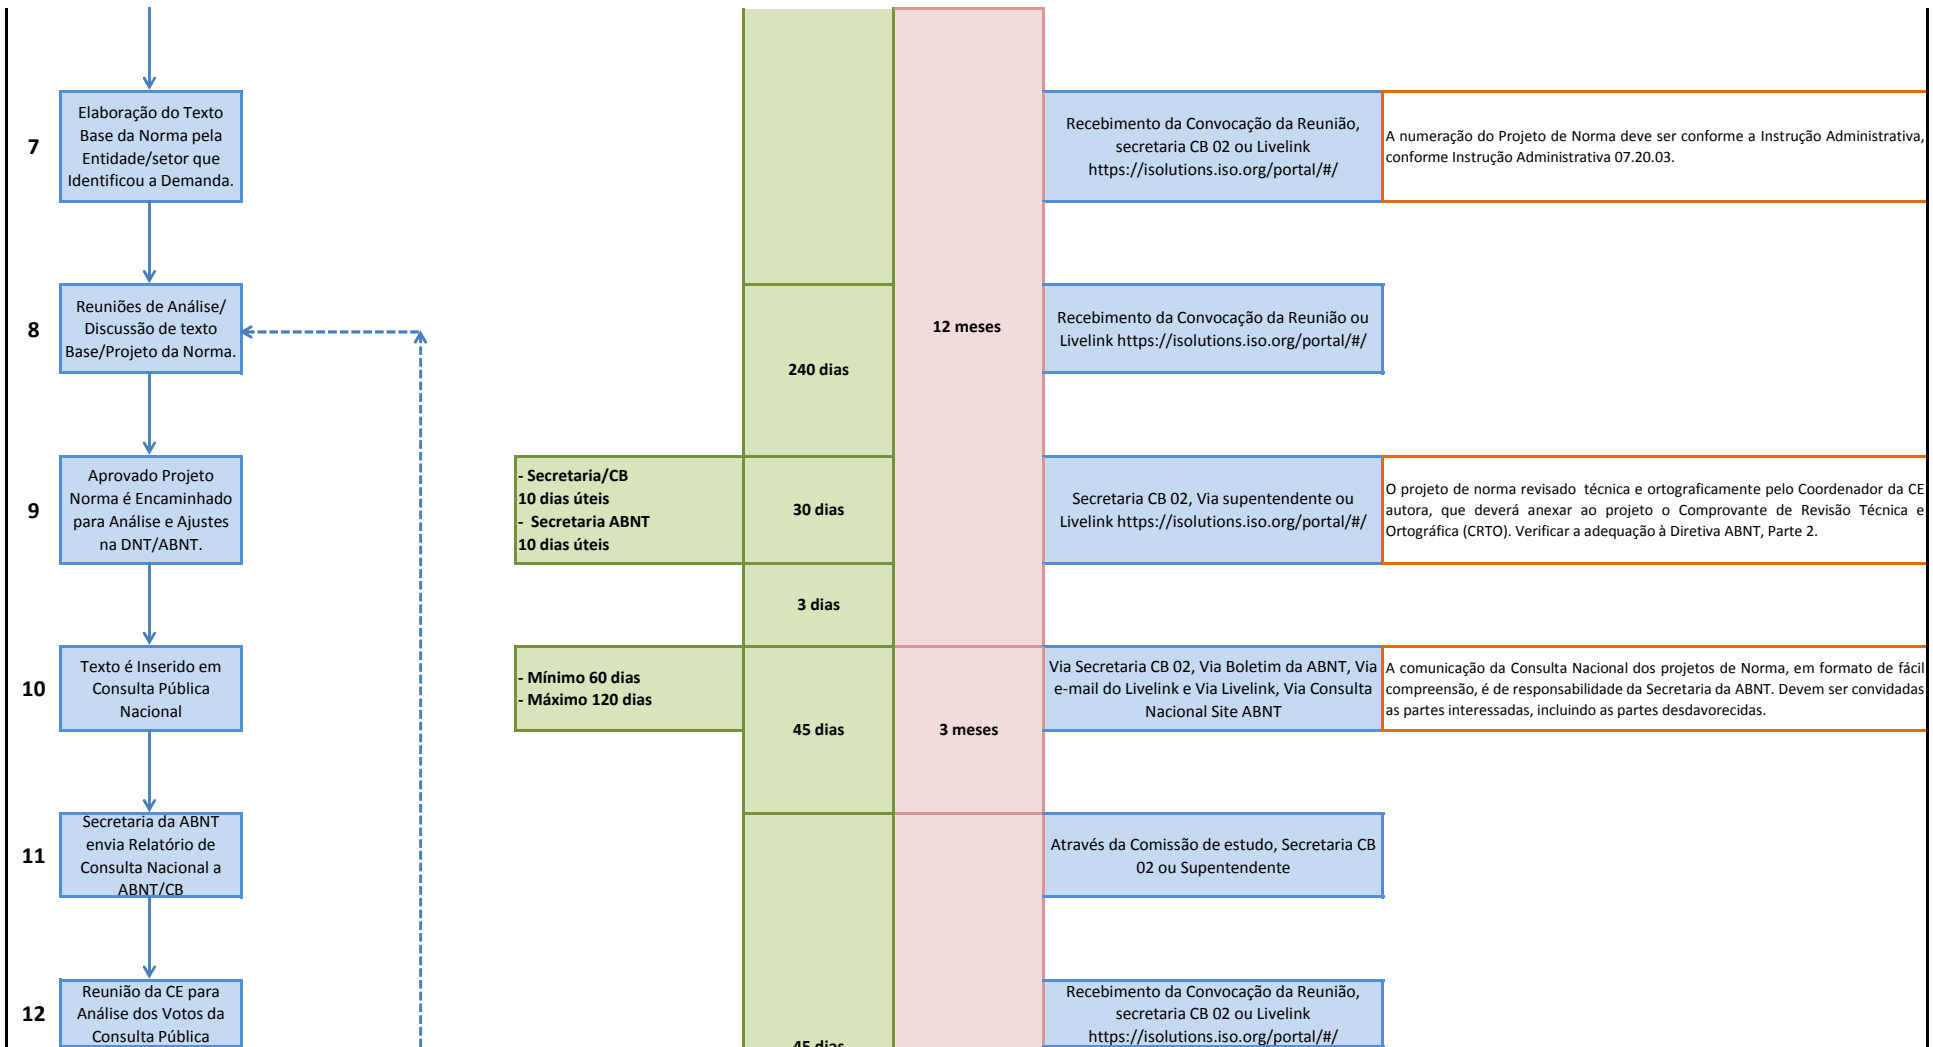 7
Elaboração do Texto
Base da Norma pela
Entidade/setor que
Identificou a Demanda.
Recebimento da Convocação da Reunião,
secretaria CB 02 ou Livelink
https://isolutions.iso.org/portal/#/
A numeração do Projeto de Norma deve ser conforme a Instrução Administrativa,
conforme Instrução Administrativa 07.20.03.
8
Reuniões de Análise/
Discussão de texto
Base/Projeto da Norma.
240 dias
12 meses
Recebimento da Convocação da Reunião ou
Livelink https://isolutions.iso.org/portal/#/
9
Aprovado Projeto
Norma é Encaminhado
para Análise e Ajustes
na DNT/ABNT.
- Secretaria/CB
10 dias úteis
- Secretaria ABNT
10 dias úteis
30 dias
Secretaria CB 02, Via supentendente ou
Livelink https://isolutions.iso.org/portal/#/
O projeto de norma revisado técnica e ortograficamente pelo Coordenador da CE
autora, que deverá anexar ao projeto o Comprovante de Revisão Técnica e
Ortográfica (CRTO). Verificar a adequação à Diretiva ABNT, Parte 2.
3 dias
10
Texto é Inserido em
Consulta Pública
Nacional
- Mínimo 60 dias
- Máximo 120 dias
45 dias
3 meses
Via Secretaria CB 02, Via Boletim da ABNT, Via
e-mail do Livelink e Via Livelink, Via Consulta
Nacional Site ABNT
A comunicação da Consulta Nacional dos projetos de Norma, em formato de fácil
compreensão, é de responsabilidade da Secretaria da ABNT. Devem ser convidadas
as partes interessadas, incluindo as partes desdavorecidas.
11
Secretaria da ABNT
envia Relatório de
Consulta Nacional a
ABNT/CB
Através da Comissão de estudo, Secretaria CB
02 ou Supentendente
12
Reunião da CE para
Análise dos Votos da
Consulta Pública
45 dias
Recebimento da Convocação da Reunião,
secretaria CB 02 ou Livelink
https://isolutions.iso.org/portal/#/